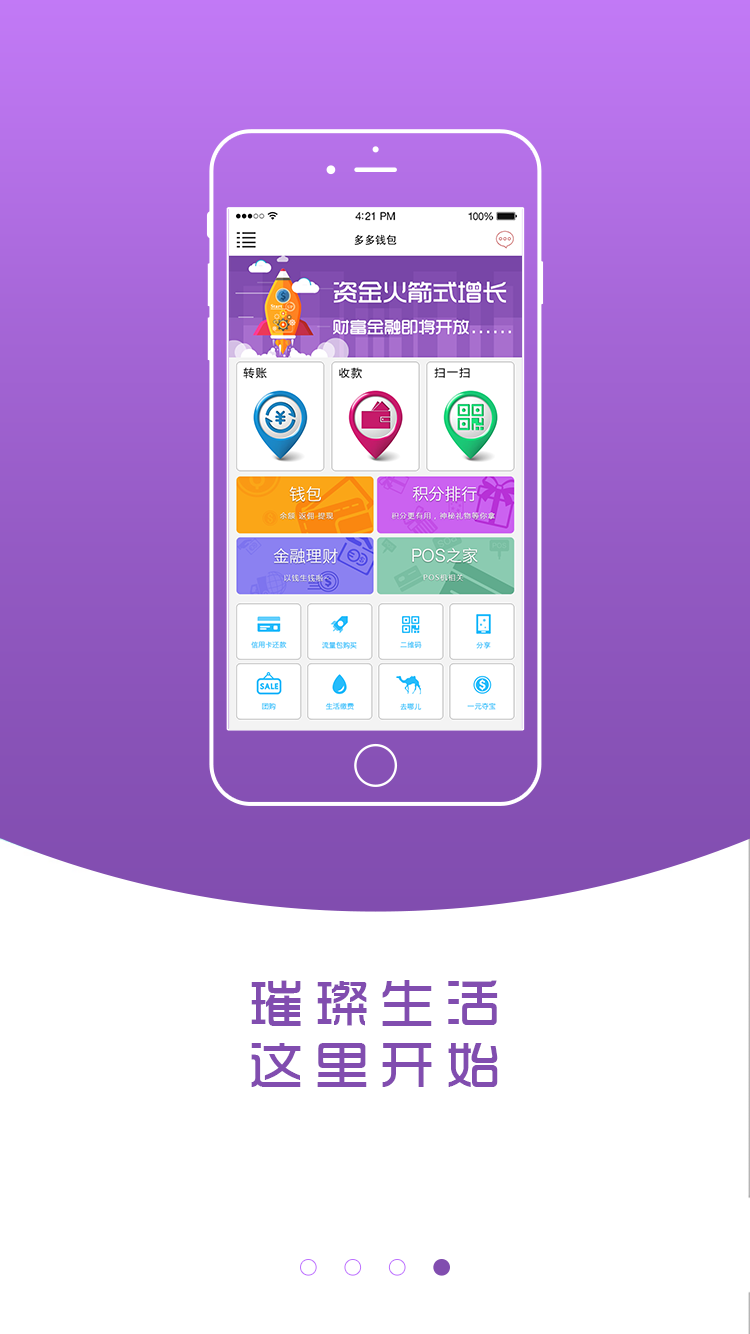 4:21 PM 100%
多多钱包
资金火箭式增长
财富金融即将开放......
转账 收款 扫一扫
钱包 积分排行
余额 返佣 提现 积分更有用，神秘礼物等你拿
金融理财 POS之家
以钱生钱啦 POS机相关
信用卡还款 流量包购买 二维码 分享
SALE
团购 生活缴费 去哪儿 一元夺宝
璀璨生活
这里开始